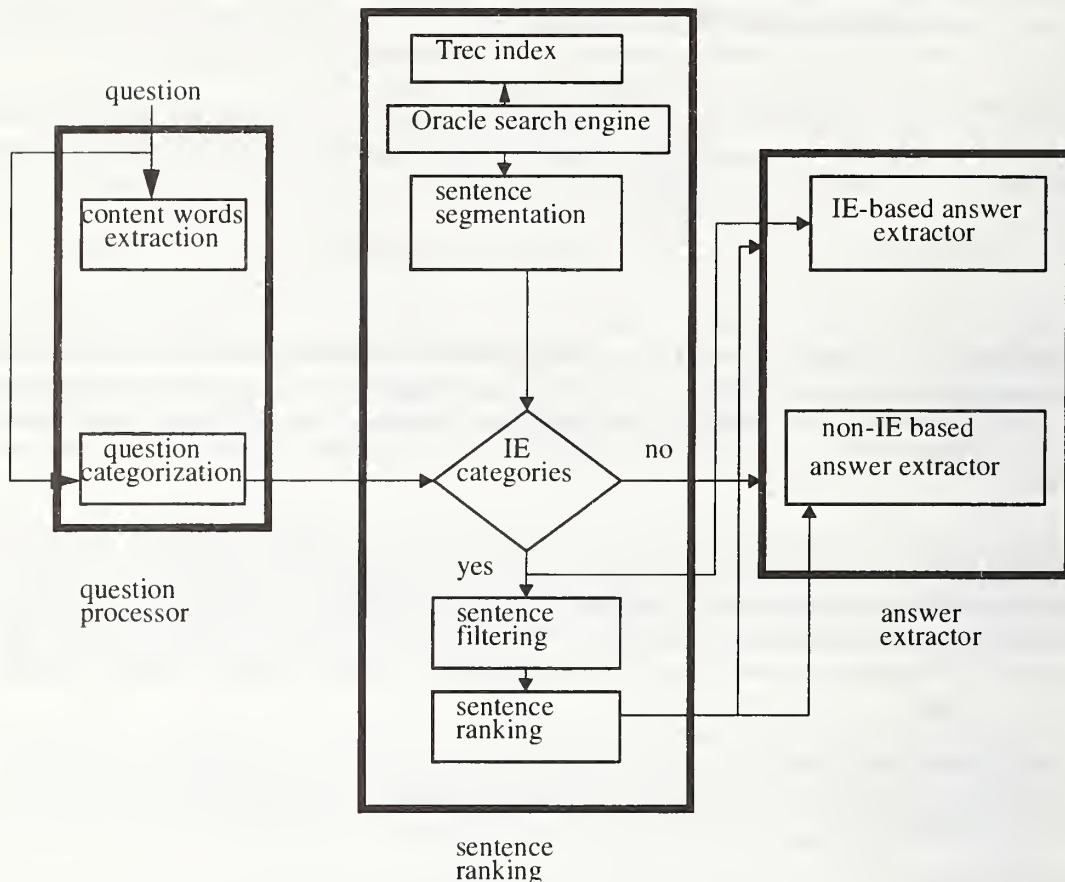 question
content words
extraction
question
categorization
question
processor
Trec index
Oracle search engine
sentence
segmentation
IE
categories
no
yes
sentence
filtering
sentence
ranking
sentence
ranking
IE-based answer
extractor
non-IE based
answer extractor
answer
extractor